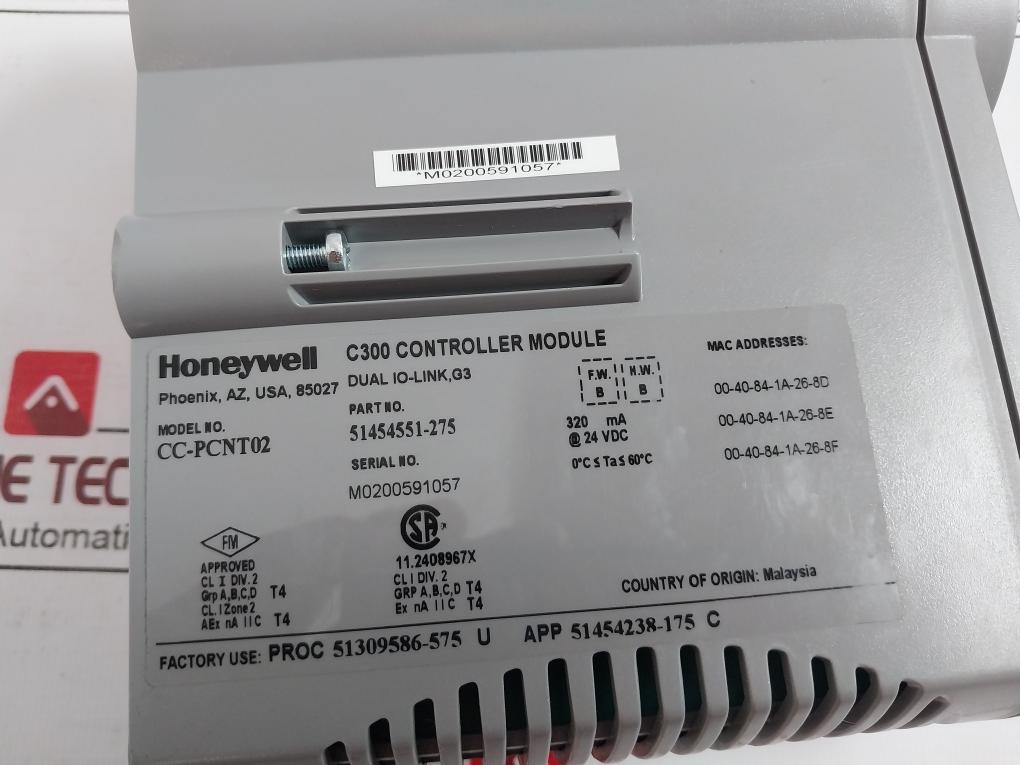 *M0200591057*
Honeywell
Phoenix, AZ, USA, 85027
MODEL NO.
CC-PCNT02
C300 CONTROLLER MODULE
DUAL IO-LINK,G3
PART NO.
51454551-275
SERIAL NO.
M0200591057
F.W. H.W.
B B
320 mA
@ 24 VDC
0°C ≤ Ta ≤ 60°C
MAC ADDRESSES:
00-40-84-1A-26-8D
00-40-84-1A-26-8E
00-40-84-1A-26-8F
FM
APPROVED
CL I DIV. 2
Grp A,B,C,D T4
CL. I Zone 2
AEx nA IIC T4
SA
11.2408967X
CL I DIV. 2
GRP A,B,C,D T4
Ex nA IIC T4
COUNTRY OF ORIGIN: Malaysia
FACTORY USE: PROC 51309586-575 U APP 51454238-175 C
E TEC
Automati